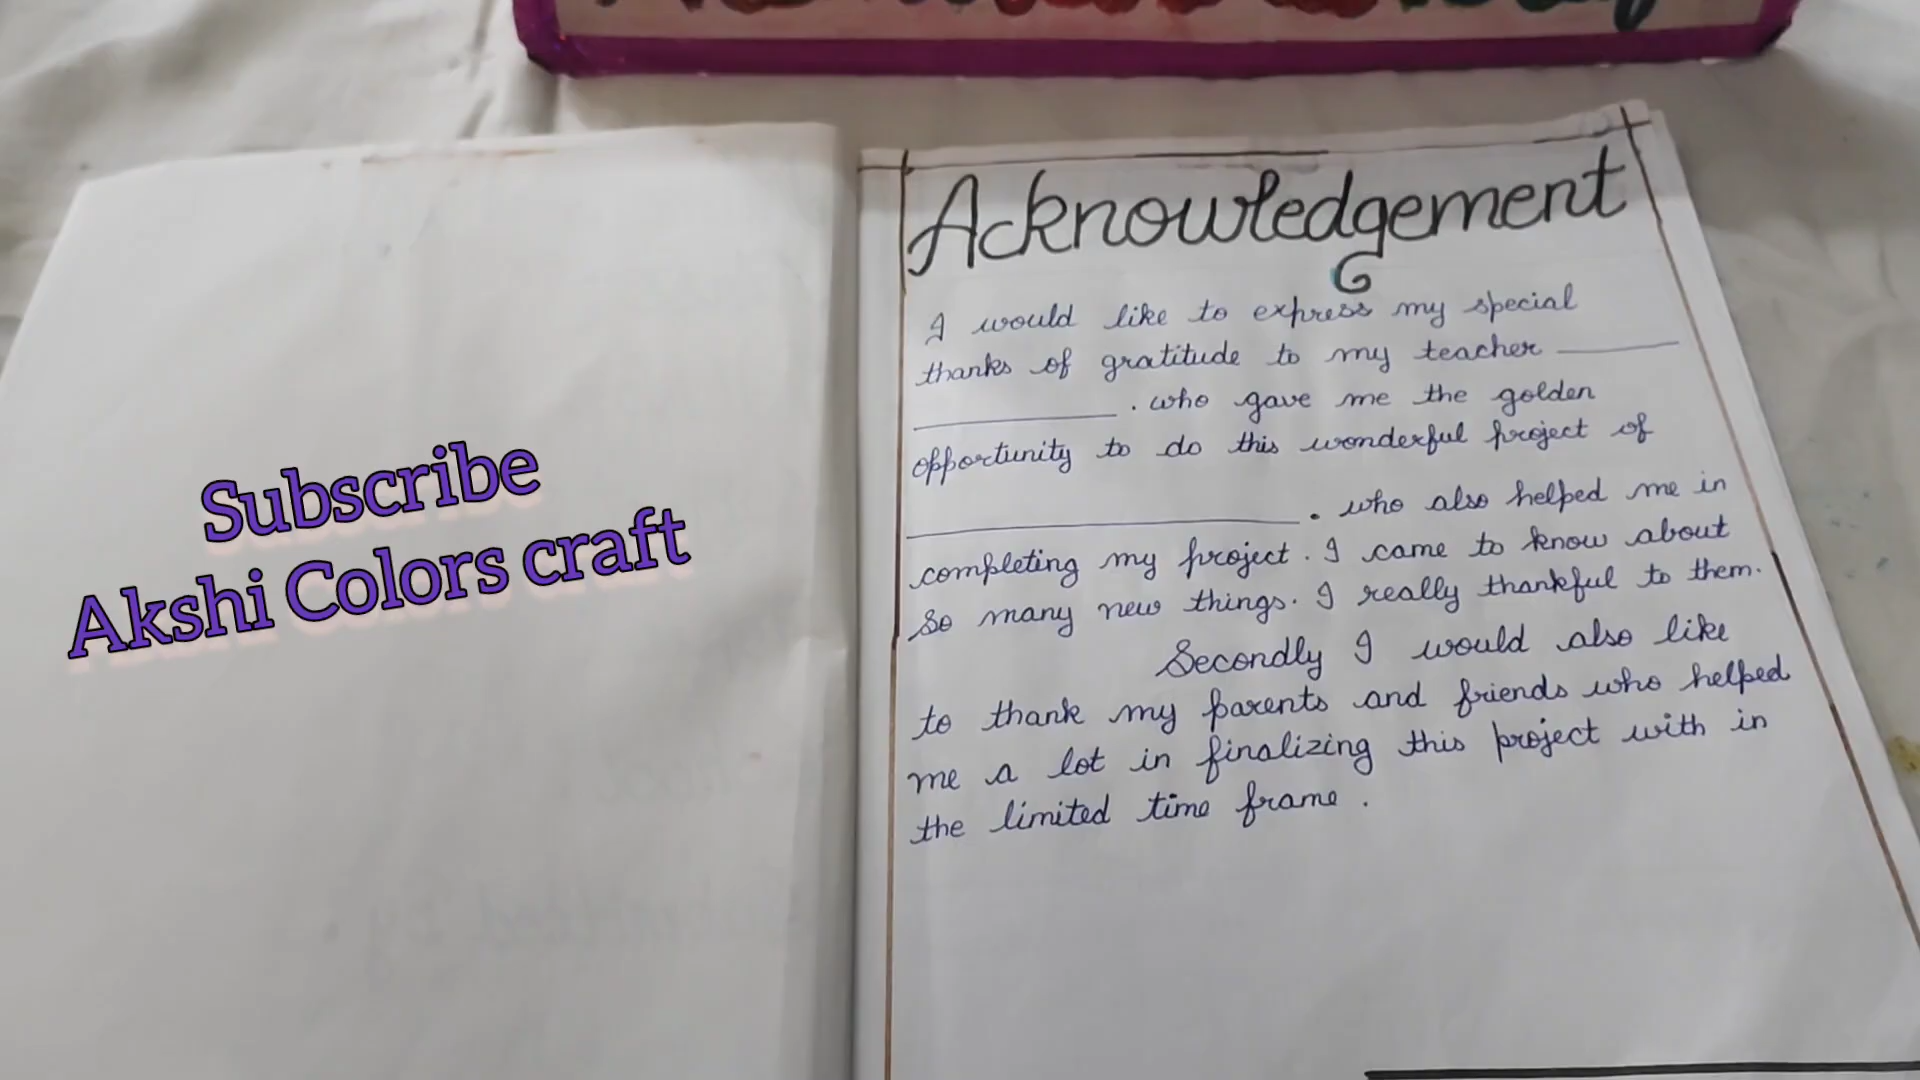 Subscribe
Akshi Colors craft
Acknowledgement
I would like to express my special
thanks of gratitude to my teacher ________
________ . who gave me the golden
opportunity to do this wonderful project of
________________ . who also helped me in
completing my project. I came to know about
so many new things. I really thankful to them.
Secondly I would also like
to thank my parents and friends who helped
me a lot in finalizing this project with in
the limited time frame .